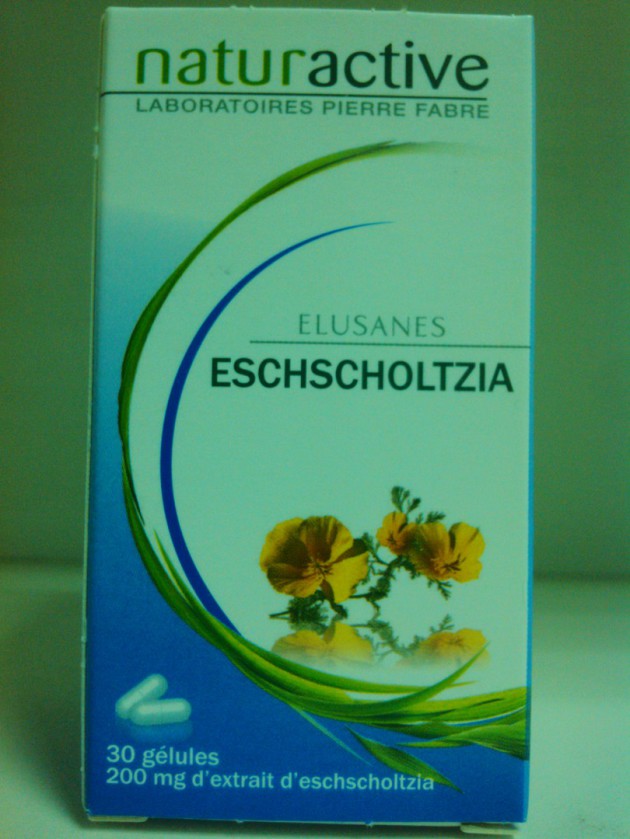 naturactive
LABORATOIRES PIERRE FABRE
ELUSANES
ESCHSCHOLTZIA
30 gélules
200 mg d'extrait d'eschscholtzia